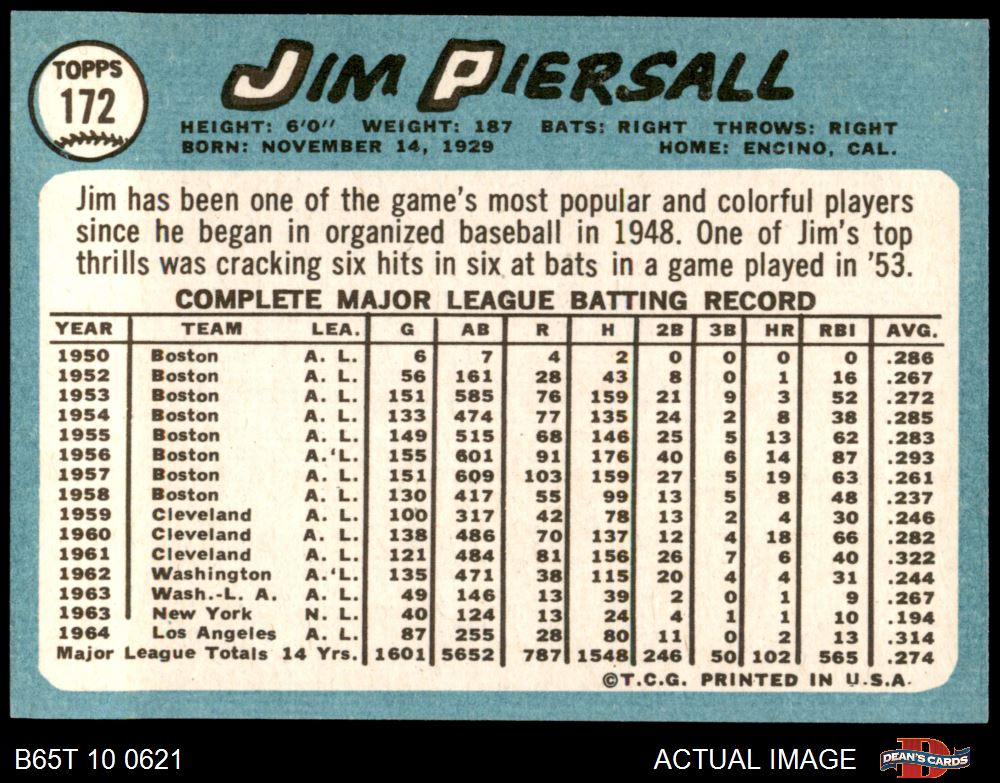 TOPPS
172
JIM PIERSALL
HEIGHT: 6'0" WEIGHT: 187 BATS: RIGHT THROWS: RIGHT
BORN: NOVEMBER 14, 1929 HOME: ENCINO, CAL.
Jim has been one of the game's most popular and colorful players
since he began in organized baseball in 1948. One of Jim's top
thrills was cracking six hits in six at bats in a game played in '53.
COMPLETE MAJOR LEAGUE BATTING RECORD
YEAR TEAM LEA. G AB R H 2B 3B HR RBI AVG.
1950 Boston A. L. 6 7 4 2 0 0 0 0 .286
1952 Boston A. L. 56 161 28 43 8 0 1 16 .267
1953 Boston A. L. 151 585 76 159 21 9 3 52 .272
1954 Boston A. L. 133 474 77 135 24 2 8 38 .285
1955 Boston A. L. 149 515 68 146 25 5 13 62 .283
1956 Boston A.'L. 155 601 91 176 40 6 14 87 .293
1957 Boston A. L. 151 609 103 159 27 5 19 63 .261
1958 Boston A. L. 130 417 55 99 13 5 8 48 .237
1959 Cleveland A. L. 100 317 42 78 13 2 4 30 .246
1960 Cleveland A. L. 138 486 70 137 12 4 18 66 .282
1961 Cleveland A. L. 121 484 81 156 26 7 6 40 .322
1962 Washington A.'L. 135 471 38 115 20 4 4 31 .244
1963 Wash.-L. A. A. L. 49 146 13 39 2 0 1 9 .267
1963 New York N. L. 40 124 13 24 4 1 1 10 .194
1964 Los Angeles A. L. 87 255 28 80 11 0 2 13 .314
Major League Totals 14 Yrs. 1601 5652 787 1548 246 50 102 565 .274
©T.C.G. PRINTED IN U.S.A.
B65T 10 0621 ACTUAL IMAGE DEAN'S CARDS